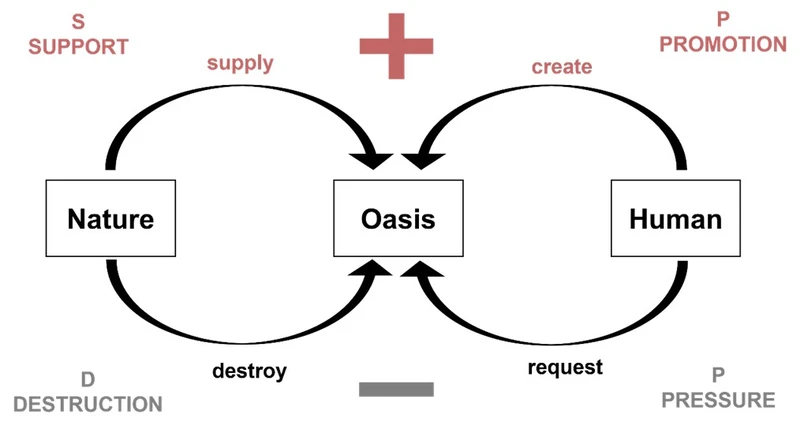 S
SUPPORT
P
PROMOTION
supply
create
Nature
Oasis
Human
destroy
request
D
DESTRUCTION
P
PRESSURE